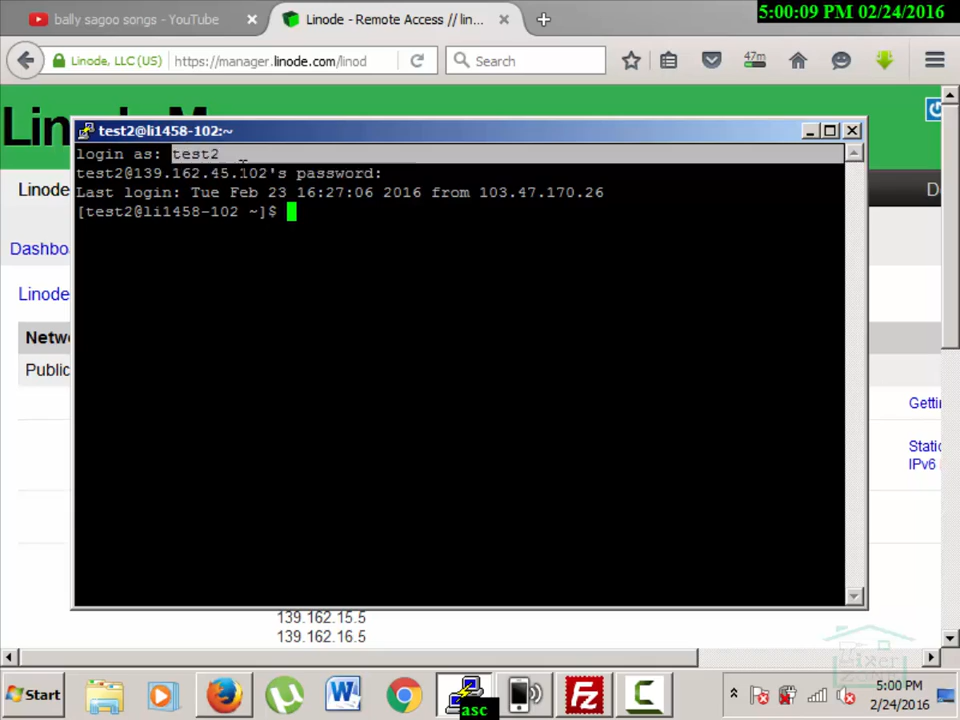 5:00:09 PM 02/24/2016
bally sagoo songs - YouTube
Linode - Remote Access // lin...
Linode, LLC (US)
https://manager.linode.com/linod
Search
47m
Lin
test2@li1458-102:~
login as: test2
test2@139.162.45.102's password:
Last login: Tue Feb 23 16:27:06 2016 from 103.47.170.26
[test2@li1458-102 ~]$
Linode
D
Dashbo
Linode
Netw
Public
Getti
Static
IPv6
139.162.15.5
139.162.16.5
Fixer
Start
asc
5:00 PM
2/24/2016